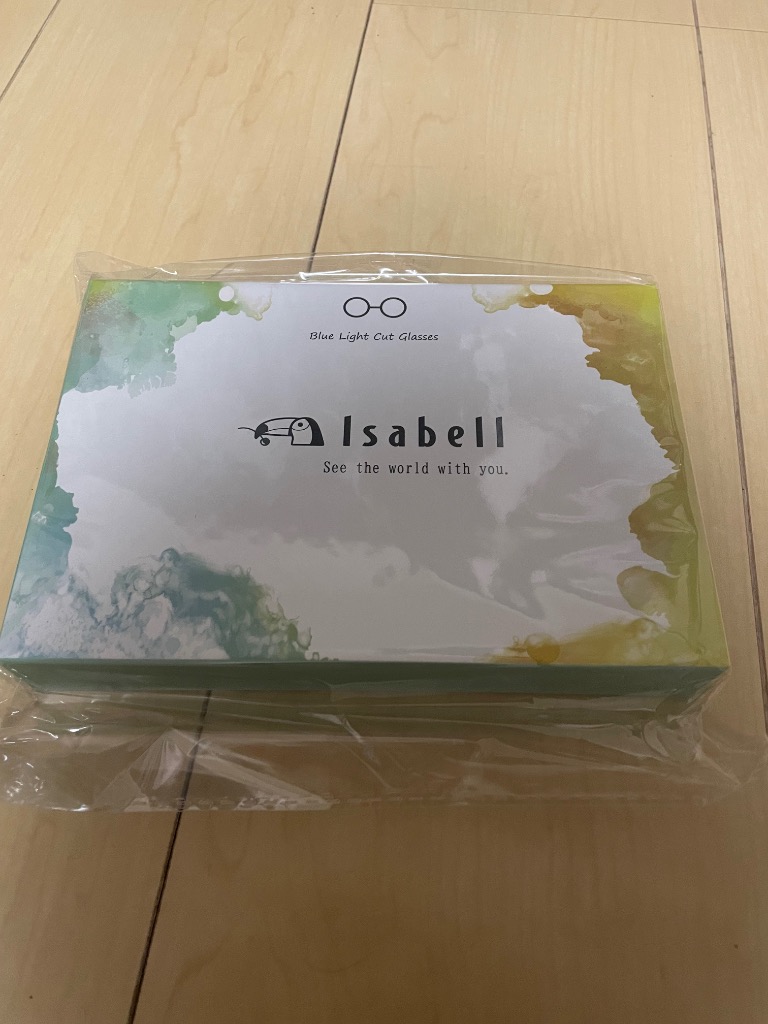 Blue Light Cut Glasses
Isabell
See the world with you.